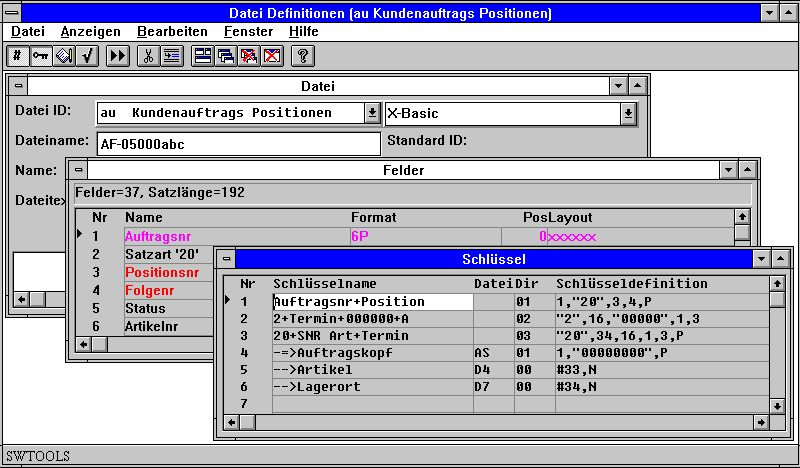 Datei Definitionen (au Kundenauftrags Positionen)
Datei Anzeigen Bearbeiten Fenster Hilfe
# ?
Datei
Datei ID: au Kundenauftrags Positionen X-Basic
Dateiname: AF-05000abc Standard ID:
Name:
Dateitex
Felder
Felder=37, Satzlänge=192
Nr Name Format Pos Layout
1 Auftragsnr 6P 0 xxxxxx
2 Satzart '20'
3 Positionsnr
4 Folgenr
5 Status
6 Artikelnr
Schlüssel
Nr Schlüsselname Datei Dir Schlüsseldefinition
1 Auftragsnr+Position 01 1,"20",3,4,P
2 2+Termin+000000+A 02 "2",16,"00000",1,3
3 20+SNR Art+Termin 03 "20",34,16,1,3,P
4 -=>Auftragskopf AS 01 1,"00000000",P
5 -->Artikel D4 00 #33,N
6 -->Lagerort D7 00 #34,N
7
SWTOOLS